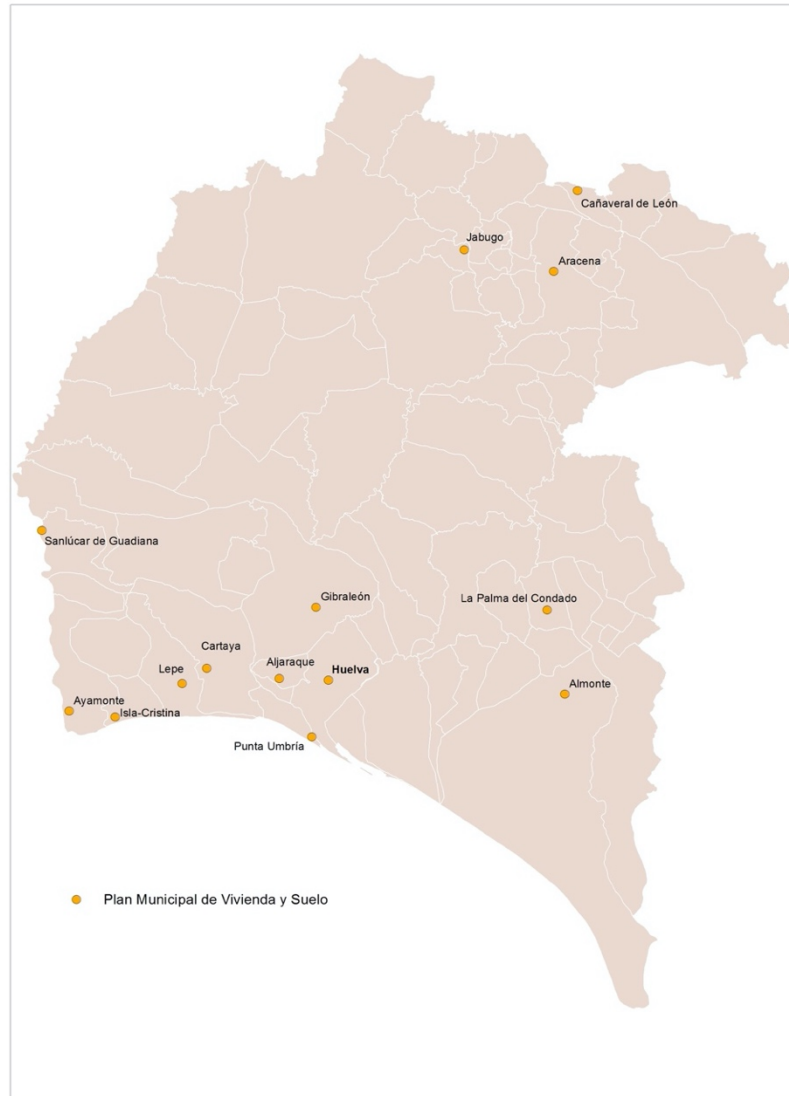 Cañaveral de León
Jabugo
Aracena
Sanlúcar de Guadiana
Gibraleón
La Palma del Condado
Cartaya
Aljaraque
Huelva
Lepe
Almonte
Ayamonte
Isla-Cristina
Punta Umbría
Plan Municipal de Vivienda y Suelo